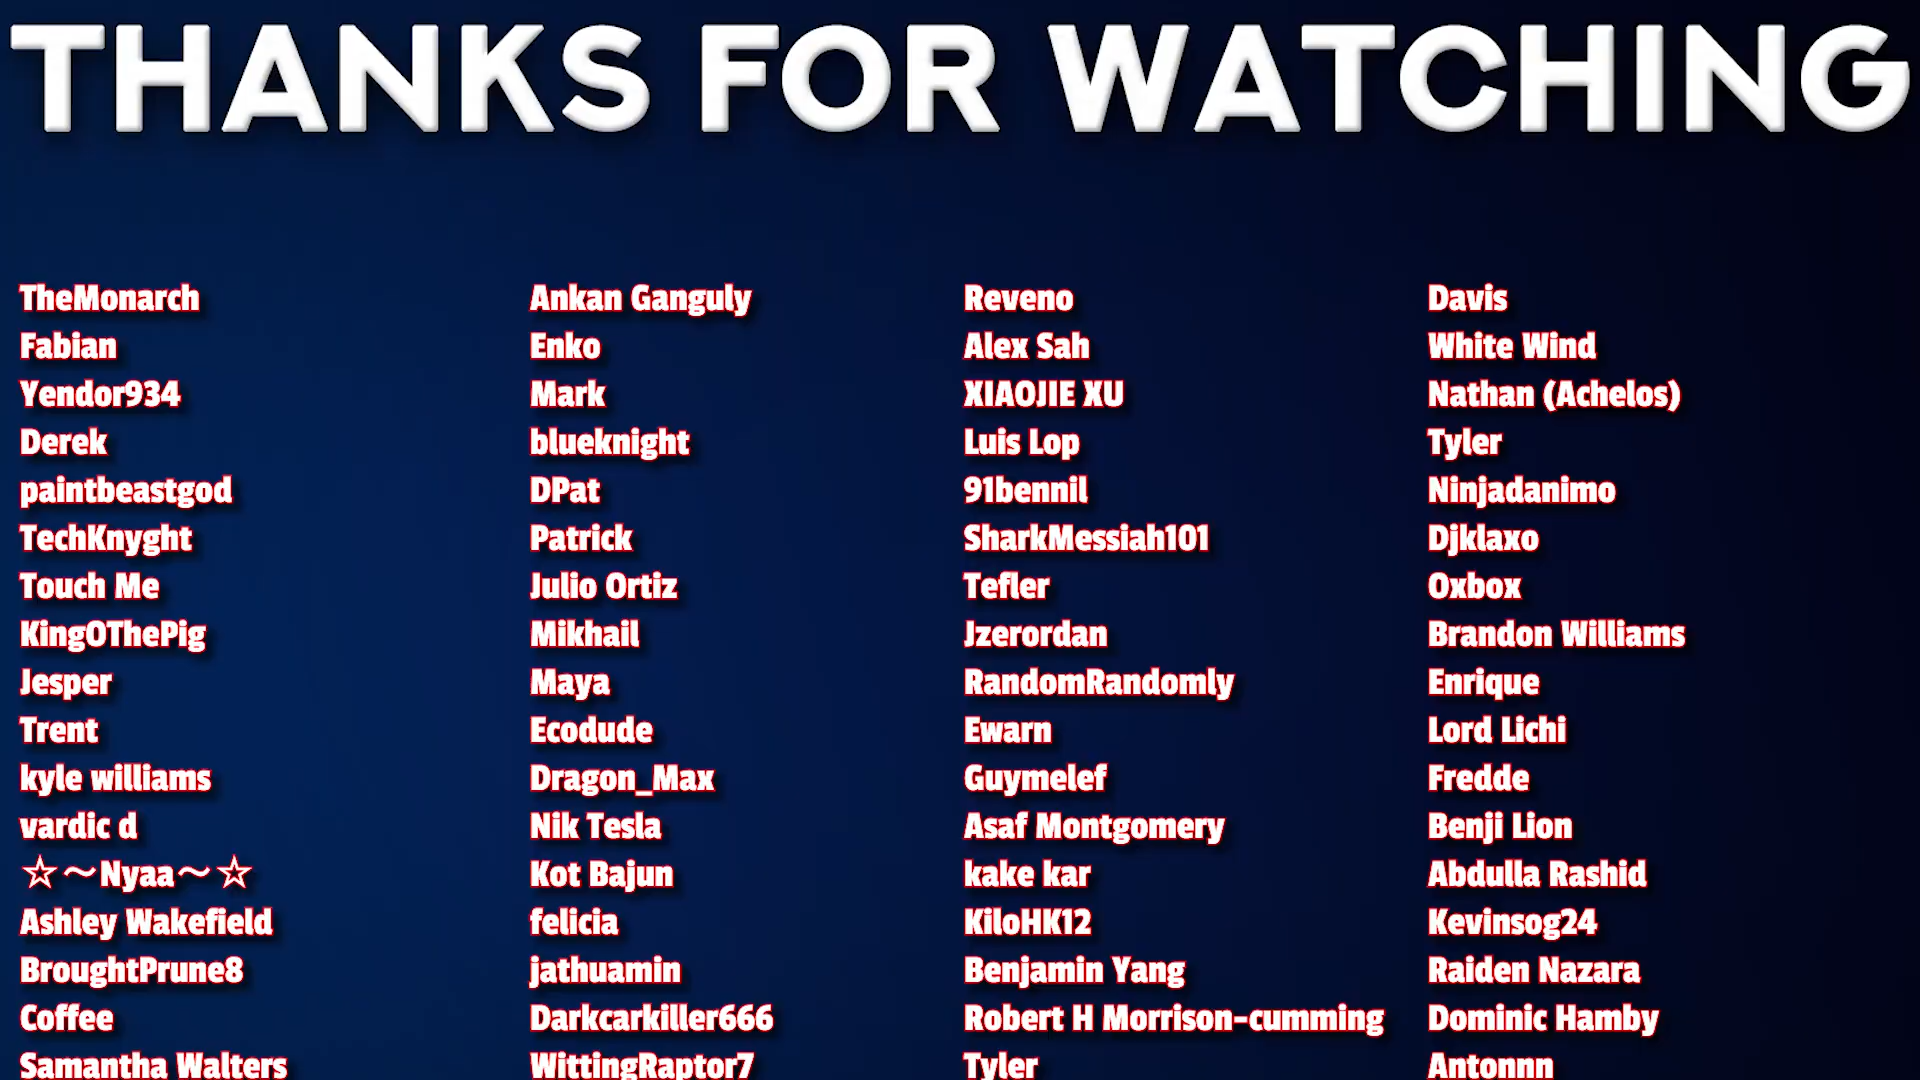 THANKS FOR WATCHING
TheMonarch
Fabian
Yendor934
Derek
paintbeastgod
TechKnyght
Touch Me
KingOThePig
Jesper
Trent
kyle williams
vardic d
☆～Nyaa～☆
Ashley Wakefield
BroughtPrune8
Coffee
Samantha Walters
Ankan Ganguly
Enko
Mark
blueknight
DPat
Patrick
Julio Ortiz
Mikhail
Maya
Ecodude
Dragon_Max
Nik Tesla
Kot Bajun
felicia
jathuamin
Darkcarkiller666
WittingRaptor7
Reveno
Alex Sah
XIAOJIE XU
Luis Lop
91bennil
SharkMessiah101
Tefler
Jzerordan
RandomRandomly
Ewarn
Guymelef
Asaf Montgomery
kake kar
KiloHK12
Benjamin Yang
Robert H Morrison-cumming
Tyler
Davis
White Wind
Nathan (Achelos)
Tyler
Ninjadanimo
Djklaxo
Oxbox
Brandon Williams
Enrique
Lord Lichi
Fredde
Benji Lion
Abdulla Rashid
Kevinsog24
Raiden Nazara
Dominic Hamby
Antonnn